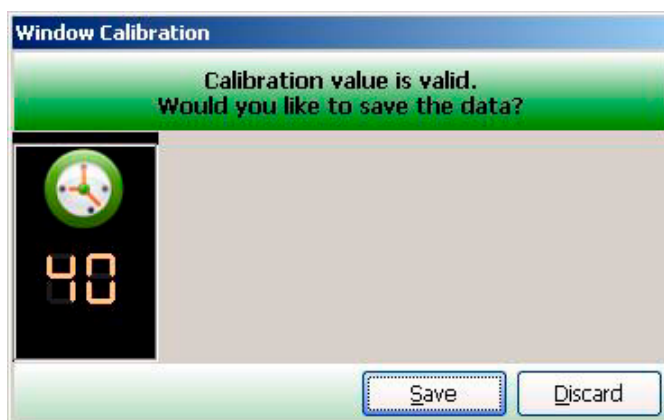 Window Calibration
Calibration value is valid.
Would you like to save the data?
40
Save
Discard